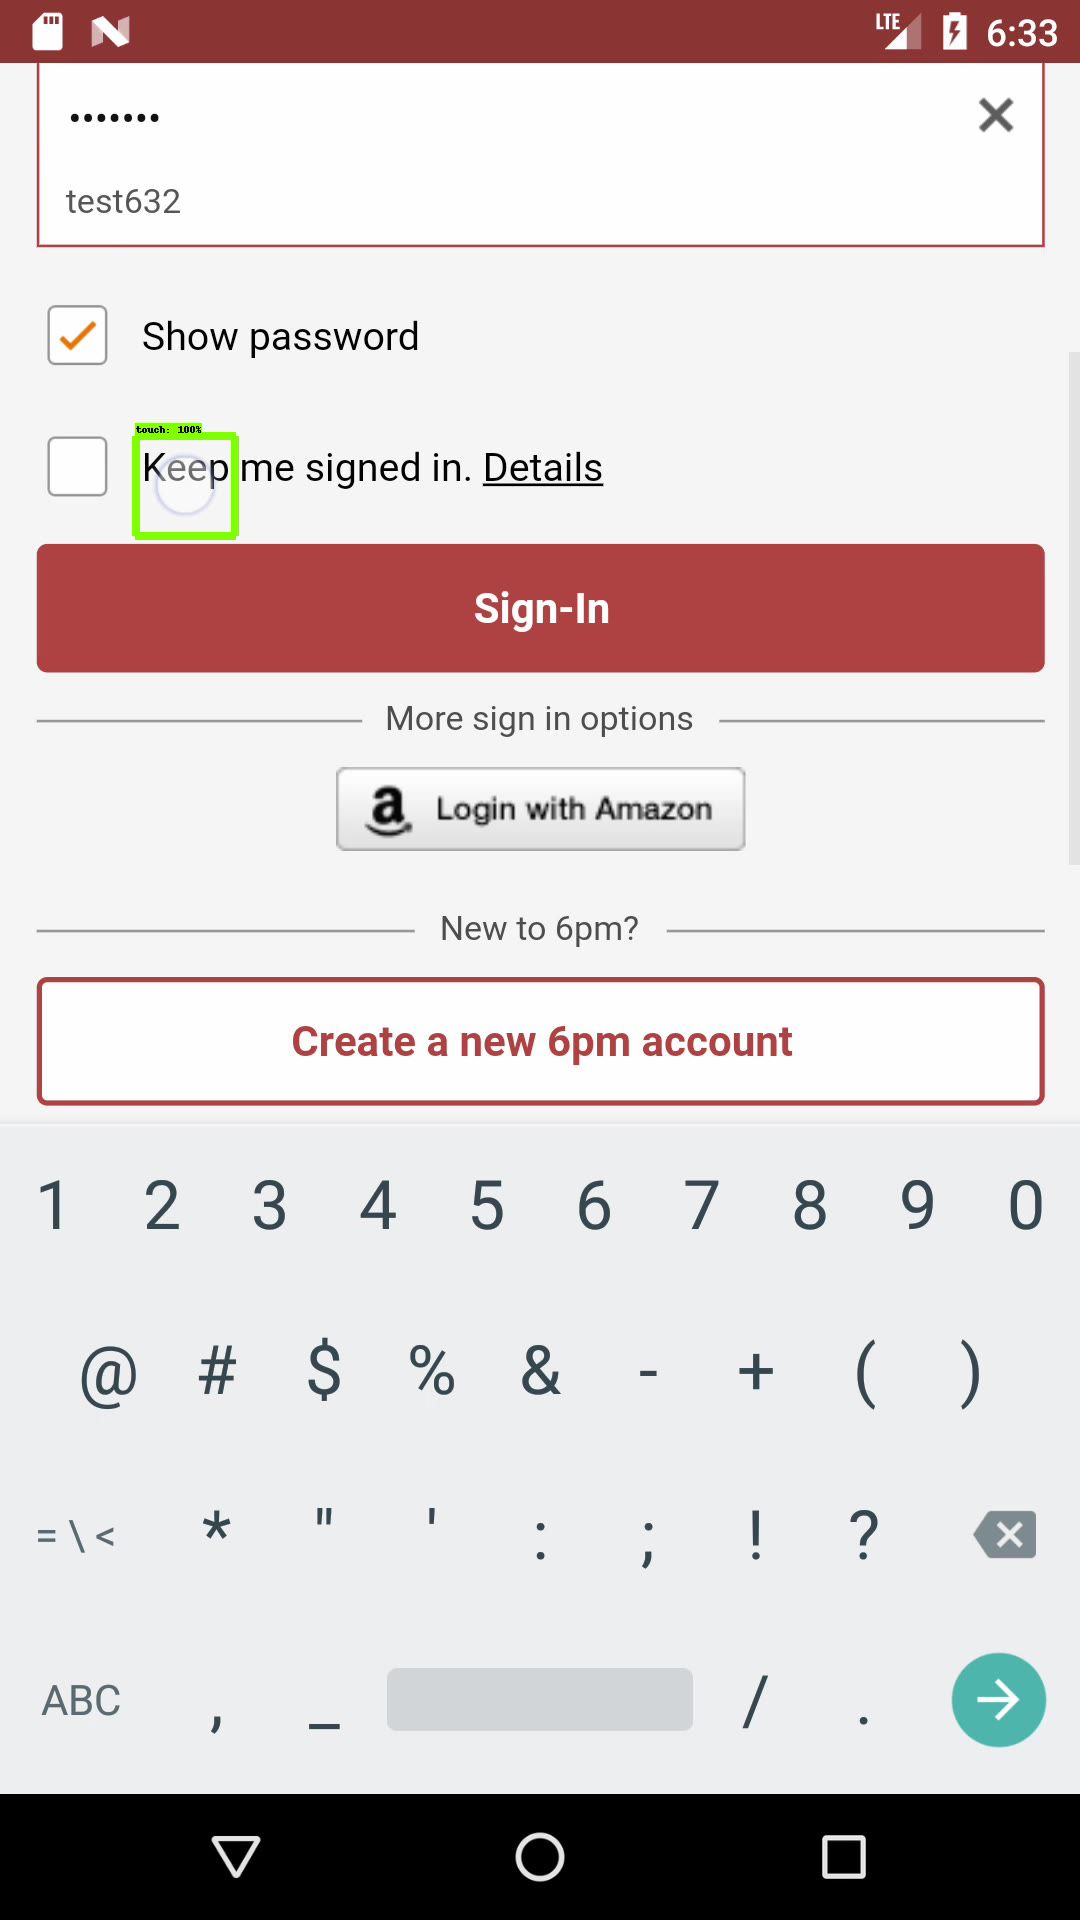 LTE 6:33
•••••••
test632
Show password
touch: 100%
Keep me signed in. Details
Sign-In
More sign in options
a Login with Amazon
New to 6pm?
Create a new 6pm account
1 2 3 4 5 6 7 8 9 0
@ # $ % & - + ( )
= \ < * " ' : ; ! ?
ABC , _ / .